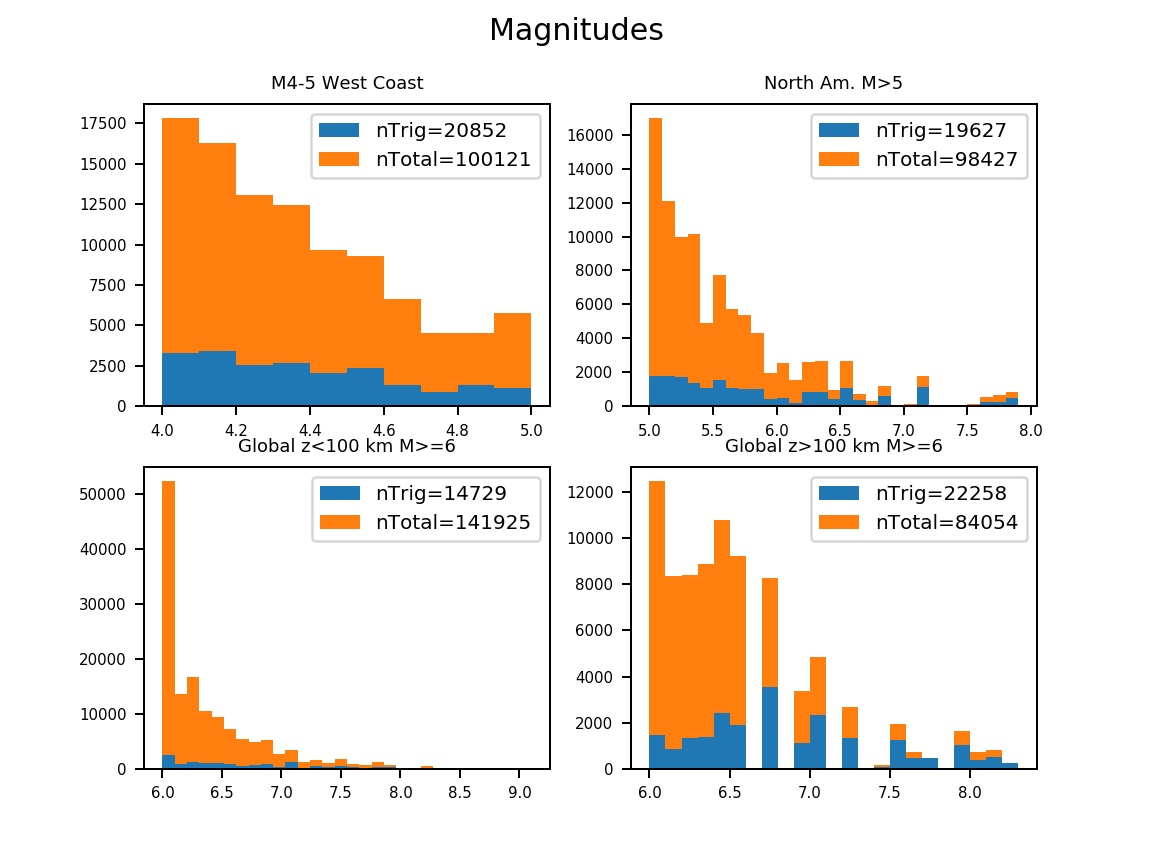 Magnitudes
M4-5 West Coast
17500
15000
12500
10000
7500
5000
2500
0
4.0 4.2 4.4 4.6 4.8 5.0
nTrig=20852
nTotal=100121
North Am. M>5
16000
14000
12000
10000
8000
6000
4000
2000
0
5.0 5.5 6.0 6.5 7.0 7.5 8.0
nTrig=19627
nTotal=98427
Global z<100 km M>=6
50000
40000
30000
20000
10000
0
6.0 6.5 7.0 7.5 8.0 8.5 9.0
nTrig=14729
nTotal=141925
Global z>100 km M>=6
12000
10000
8000
6000
4000
2000
0
6.0 6.5 7.0 7.5 8.0
nTrig=22258
nTotal=84054